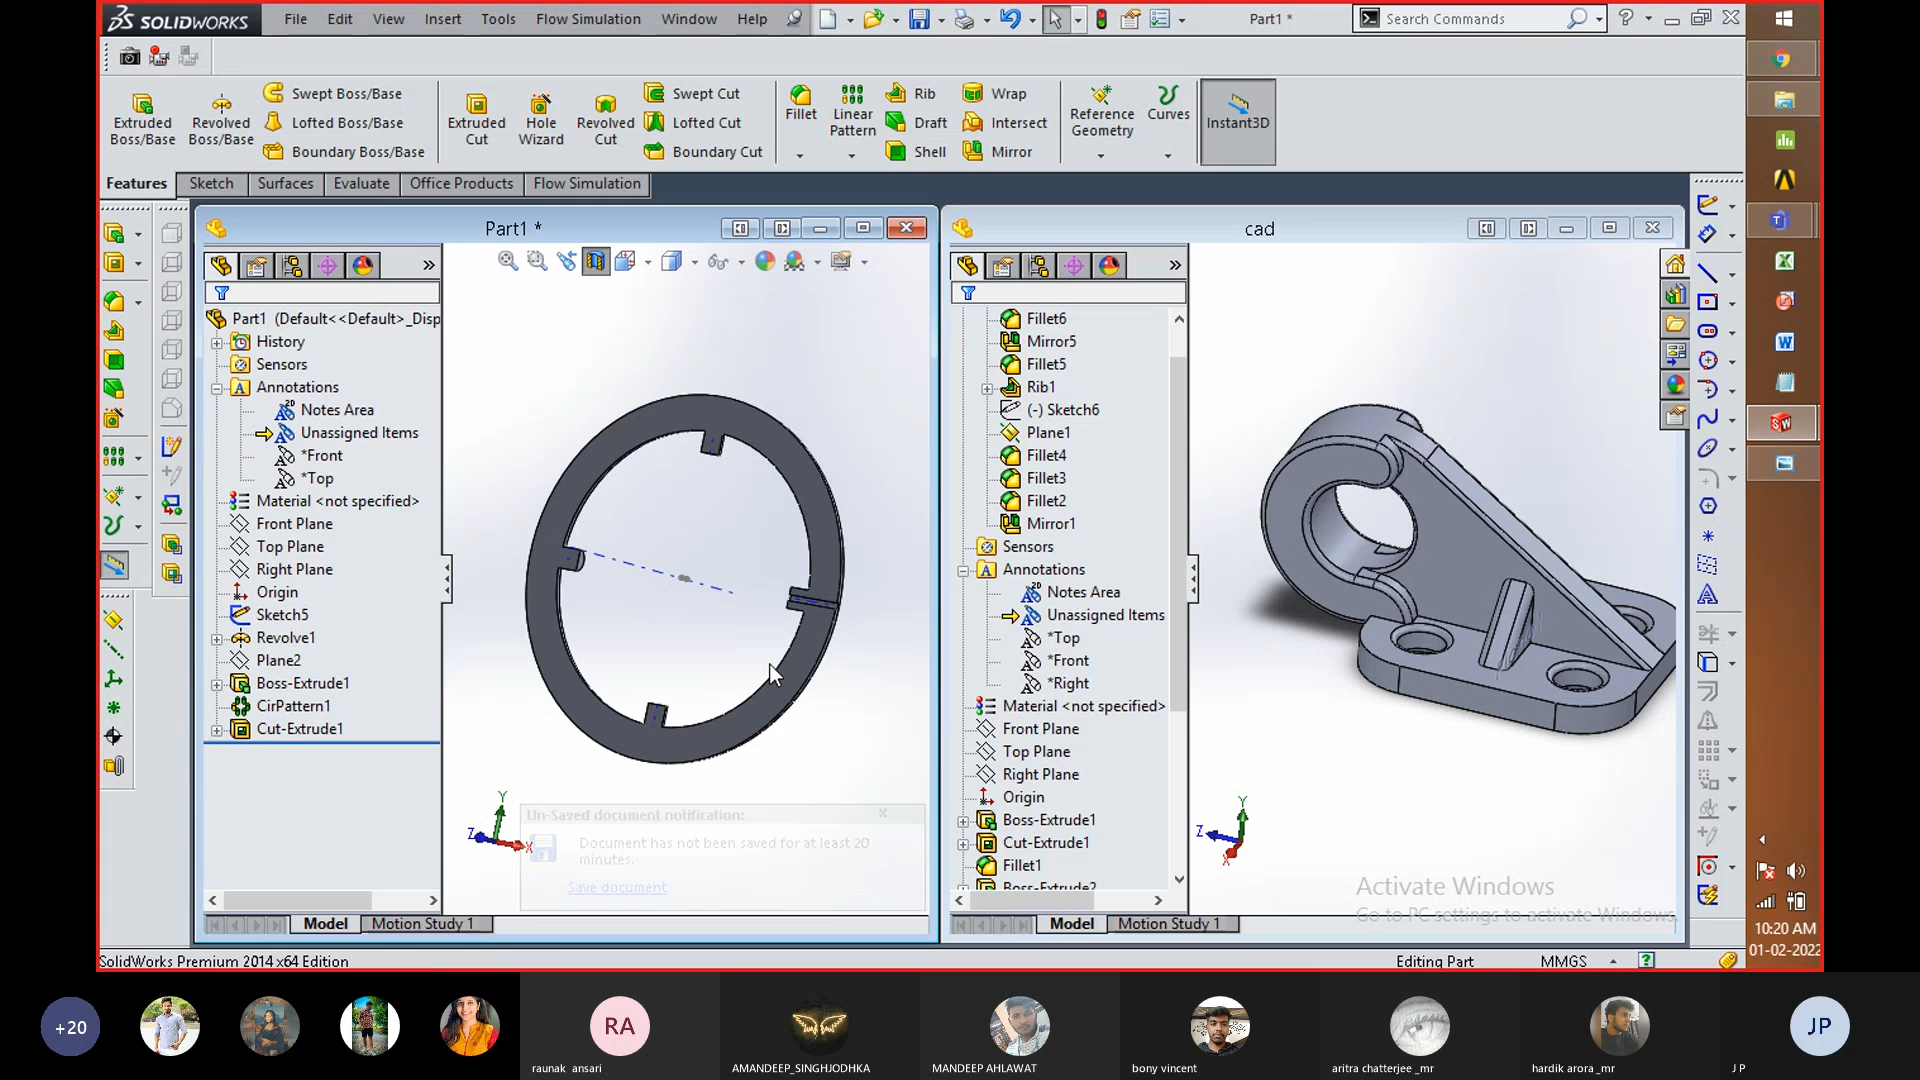 SOLIDWORKS
File Edit View Insert Tools Flow Simulation Window Help
Part1 *
Search Commands
Extruded Boss/Base
Revolved Boss/Base
Swept Boss/Base
Lofted Boss/Base
Boundary Boss/Base
Extruded Cut
Hole Wizard
Revolved Cut
Swept Cut
Lofted Cut
Boundary Cut
Fillet
Linear Pattern
Rib
Draft
Shell
Wrap
Intersect
Mirror
Reference Geometry
Curves
Instant3D
Features Sketch Surfaces Evaluate Office Products Flow Simulation
Part1 *
Part1 (Default<<Default>_Disp
History
Sensors
Annotations
Notes Area
Unassigned Items
*Front
*Top
Material <not specified>
Front Plane
Top Plane
Right Plane
Origin
Sketch5
Revolve1
Plane2
Boss-Extrude1
CirPattern1
Cut-Extrude1
Y
Z
X
Un-Saved document notification:
Document has not been saved for at least 20
minutes.
Save document
Model Motion Study 1
cad
Fillet6
Mirror5
Fillet5
Rib1
(-) Sketch6
Plane1
Fillet4
Fillet3
Fillet2
Mirror1
Sensors
Annotations
Notes Area
Unassigned Items
*Top
*Front
*Right
Material <not specified>
Front Plane
Top Plane
Right Plane
Origin
Boss-Extrude1
Cut-Extrude1
Fillet1
Boss-Extrude2
Y
Z
X
Model Motion Study 1
Activate Windows
Go to PC settings to activate Windows.
10:20 AM
01-02-2022
SolidWorks Premium 2014 x64 Edition
Editing Part
MMGS
+20
RA
raunak ansari
AMANDEEP_SINGHJODHKA
MANDEEP AHLAWAT
bony vincent
aritra chatterjee _mr
hardik arora _mr
JP
J P